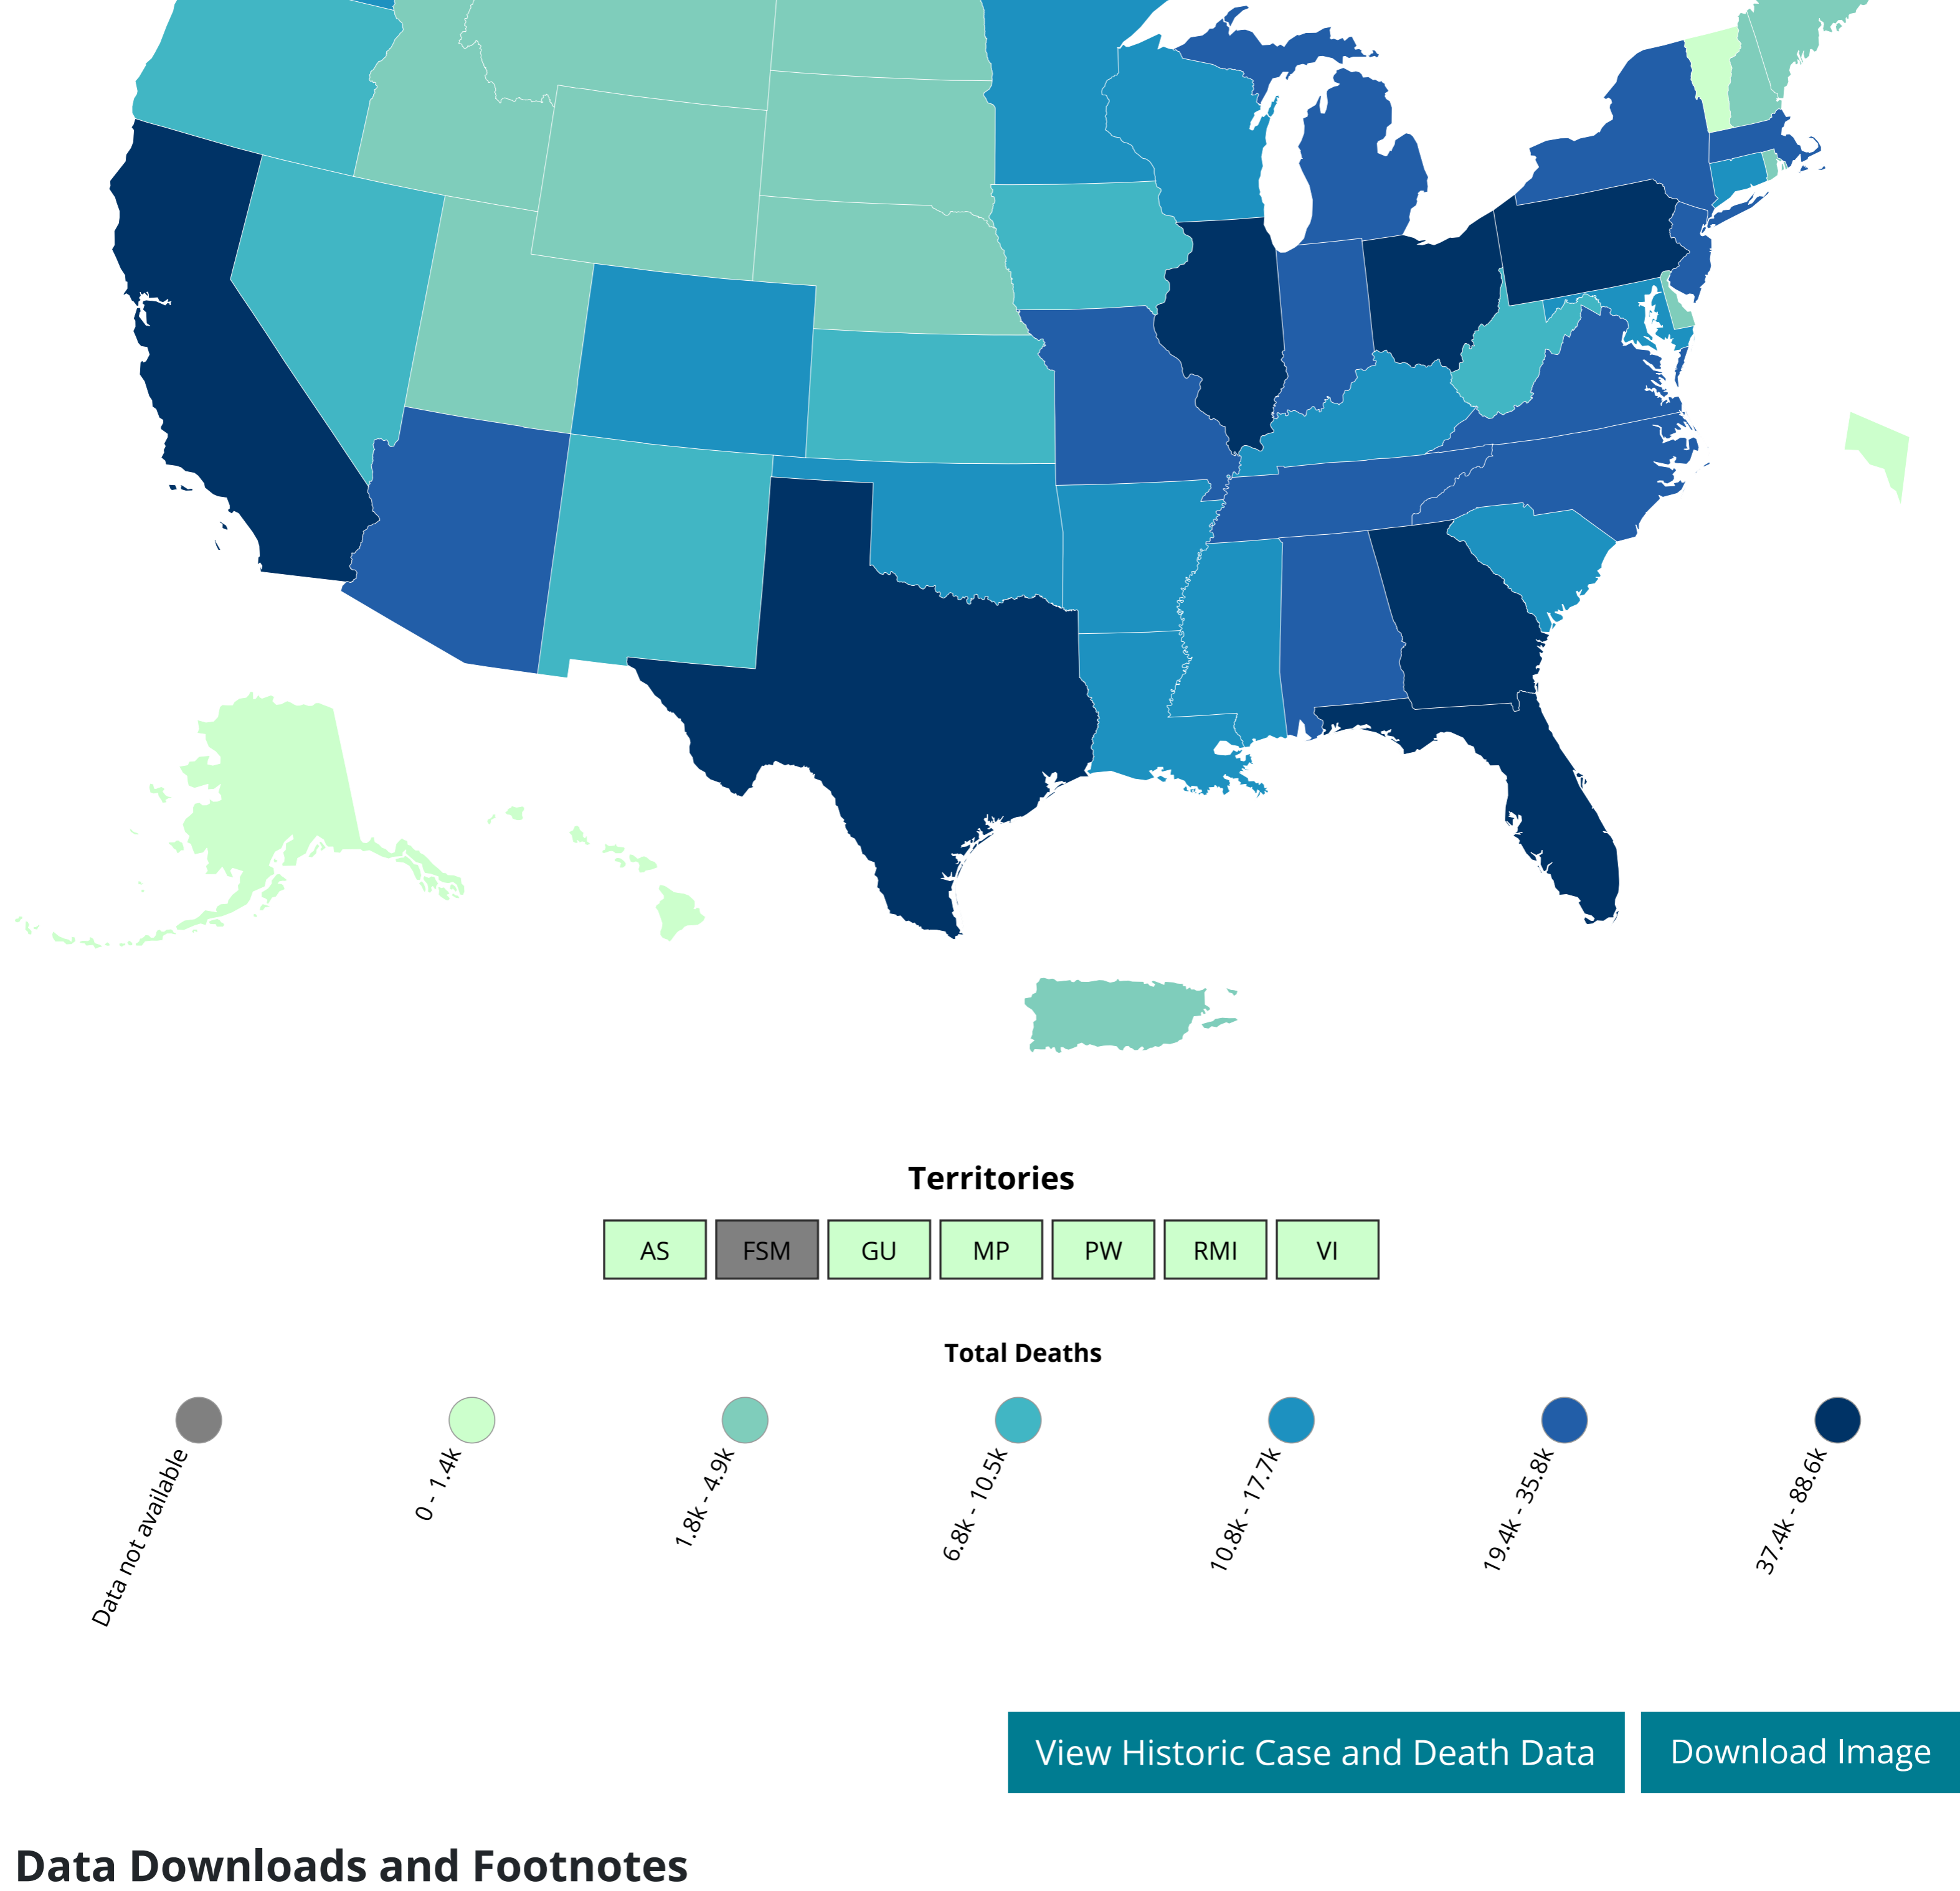 Territories
AS FSM GU MP PW RMI VI
Total Deaths
Data not available
0 - 1.4k
1.8k - 4.9k
6.8k - 10.5k
10.8k - 17.7k
19.4k - 35.8k
37.4k - 88.6k
View Historic Case and Death Data
Download Image
Data Downloads and Footnotes